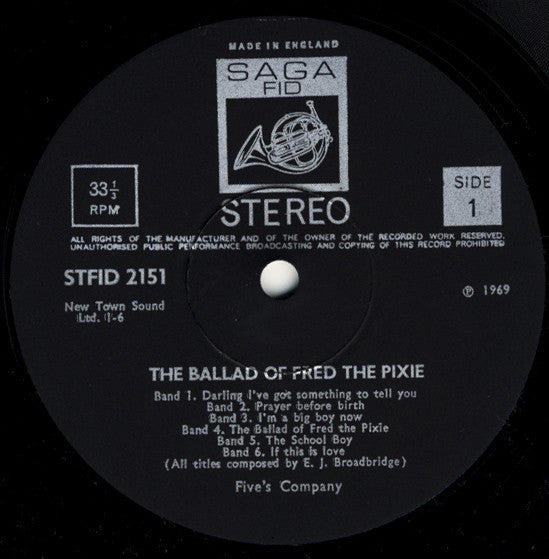 MADE IN ENGLAND
SAGA
FID
33 1/3
RPM
SIDE
1
STEREO
ALL RIGHTS OF THE MANUFACTURER AND OF THE OWNER OF THE RECORDED WORK RESERVED.
UNAUTHORISED PUBLIC PERFORMANCE BROADCASTING AND COPYING OF THIS RECORD PROHIBITED
STFID 2151
℗ 1969
New Town Sound
Ltd. 1-6
THE BALLAD OF FRED THE PIXIE
Band 1. Darling I've got something to tell you
Band 2. Prayer before birth
Band 3. I'm a big boy now
Band 4. The Ballad of Fred the Pixie
Band 5. The School Boy
Band 6. If this is love
(All titles composed by E. J. Broadbridge)
Five's Company